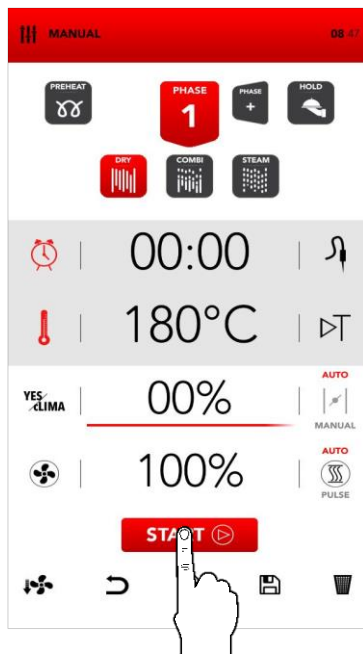 MANUAL 08:47
PREHEAT PHASE 1 PHASE + HOLD
DRY COMBI STEAM
00:00
180°C ▷T
YES/CLIMA 00% AUTO MANUAL
100% AUTO PULSE
START